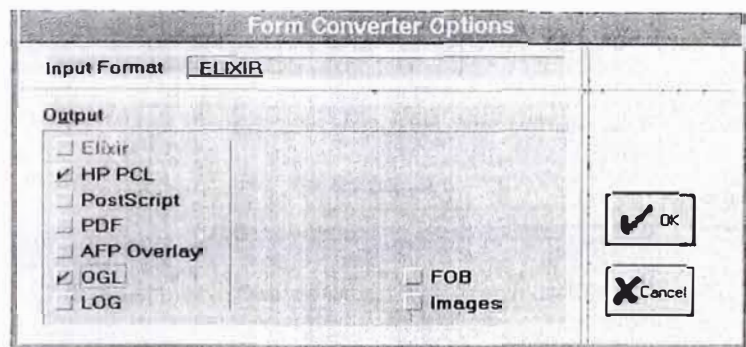 Form Converter Options
Input Format ELIXIR
Output
Elixir
HP PCL
PostScript
PDF
AFP Overlay
OGL
LOG
FOB
Images
OK
Cancel